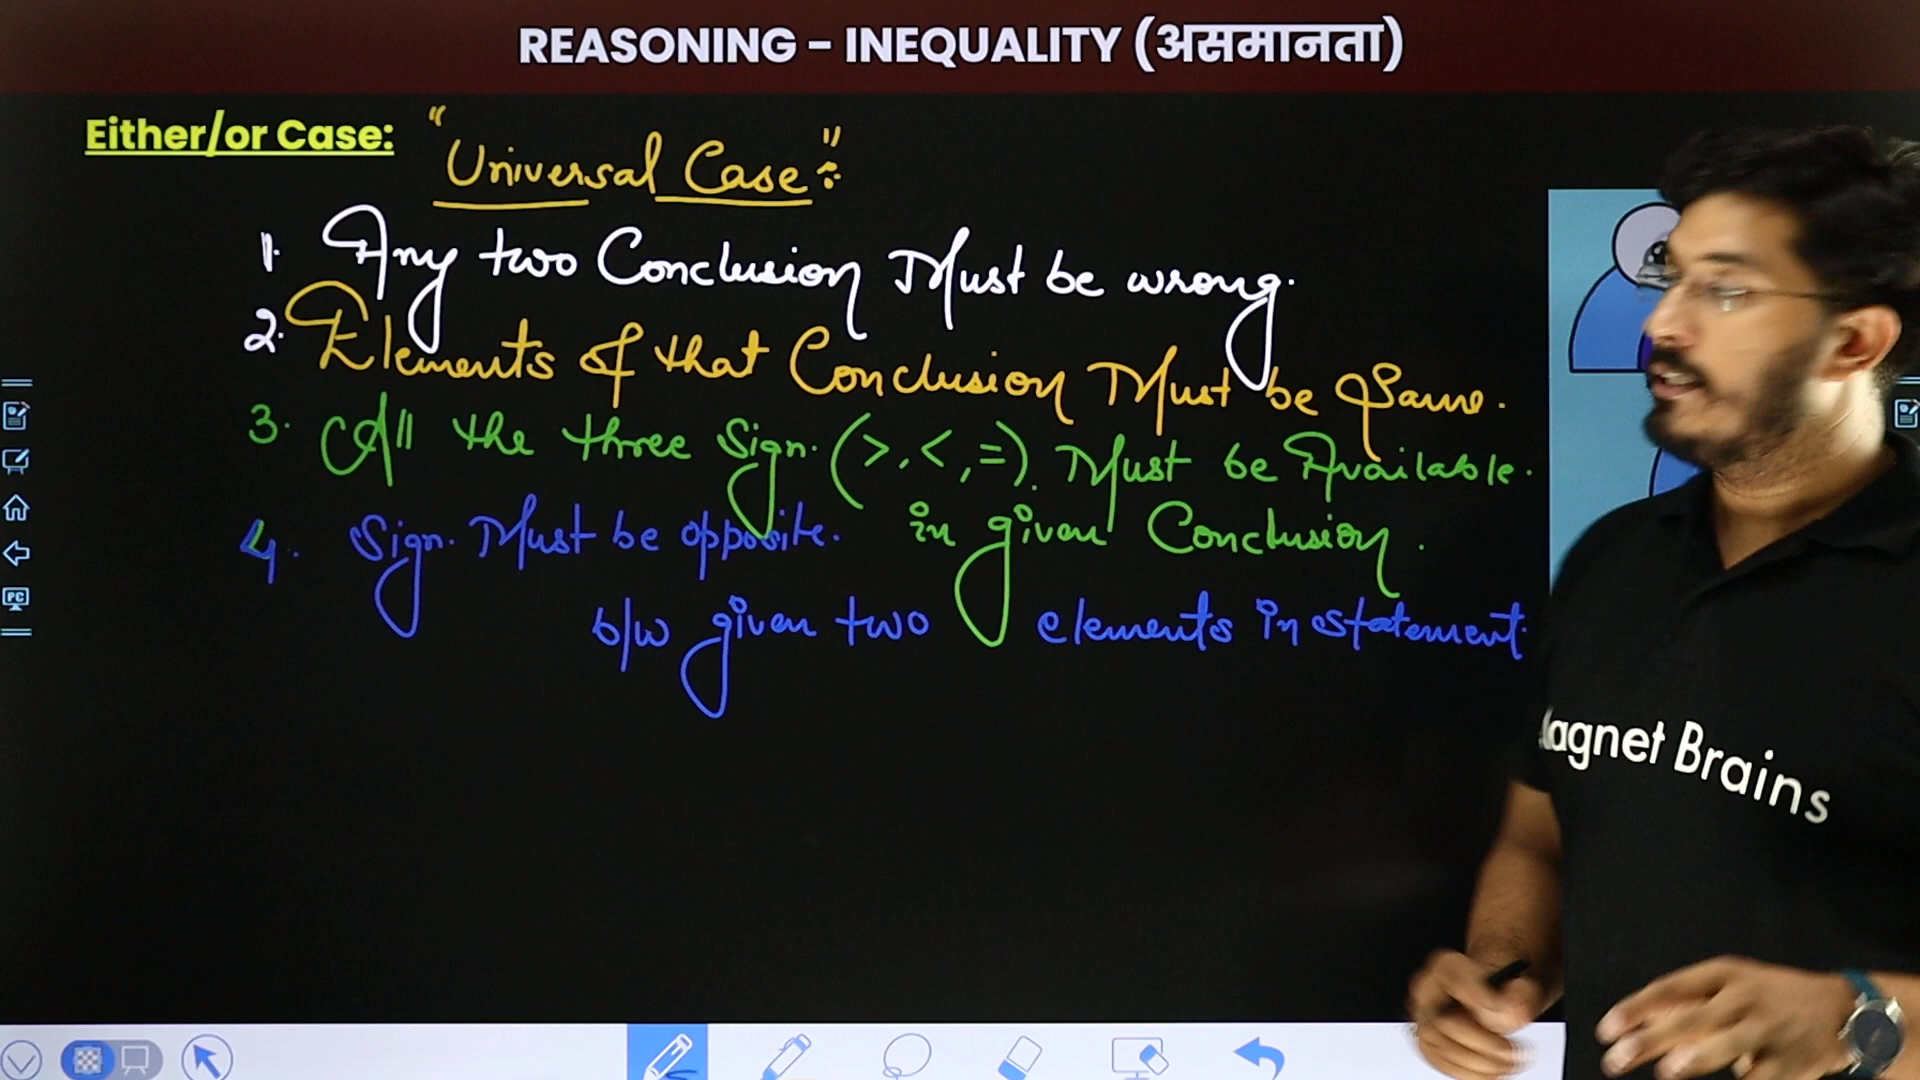 REASONING - INEQUALITY (असमानता)
Either/or Case: "Universal Case":
1. Any two Conclusion Must be wrong.
2. Elements of that Conclusion Must be Same.
3. All the three Sign. (>, <, =). Must be Available.
in given Conclusion.
4. Sign. Must be opposite.
b/w given two elements in statement.
agnet Brains
PC